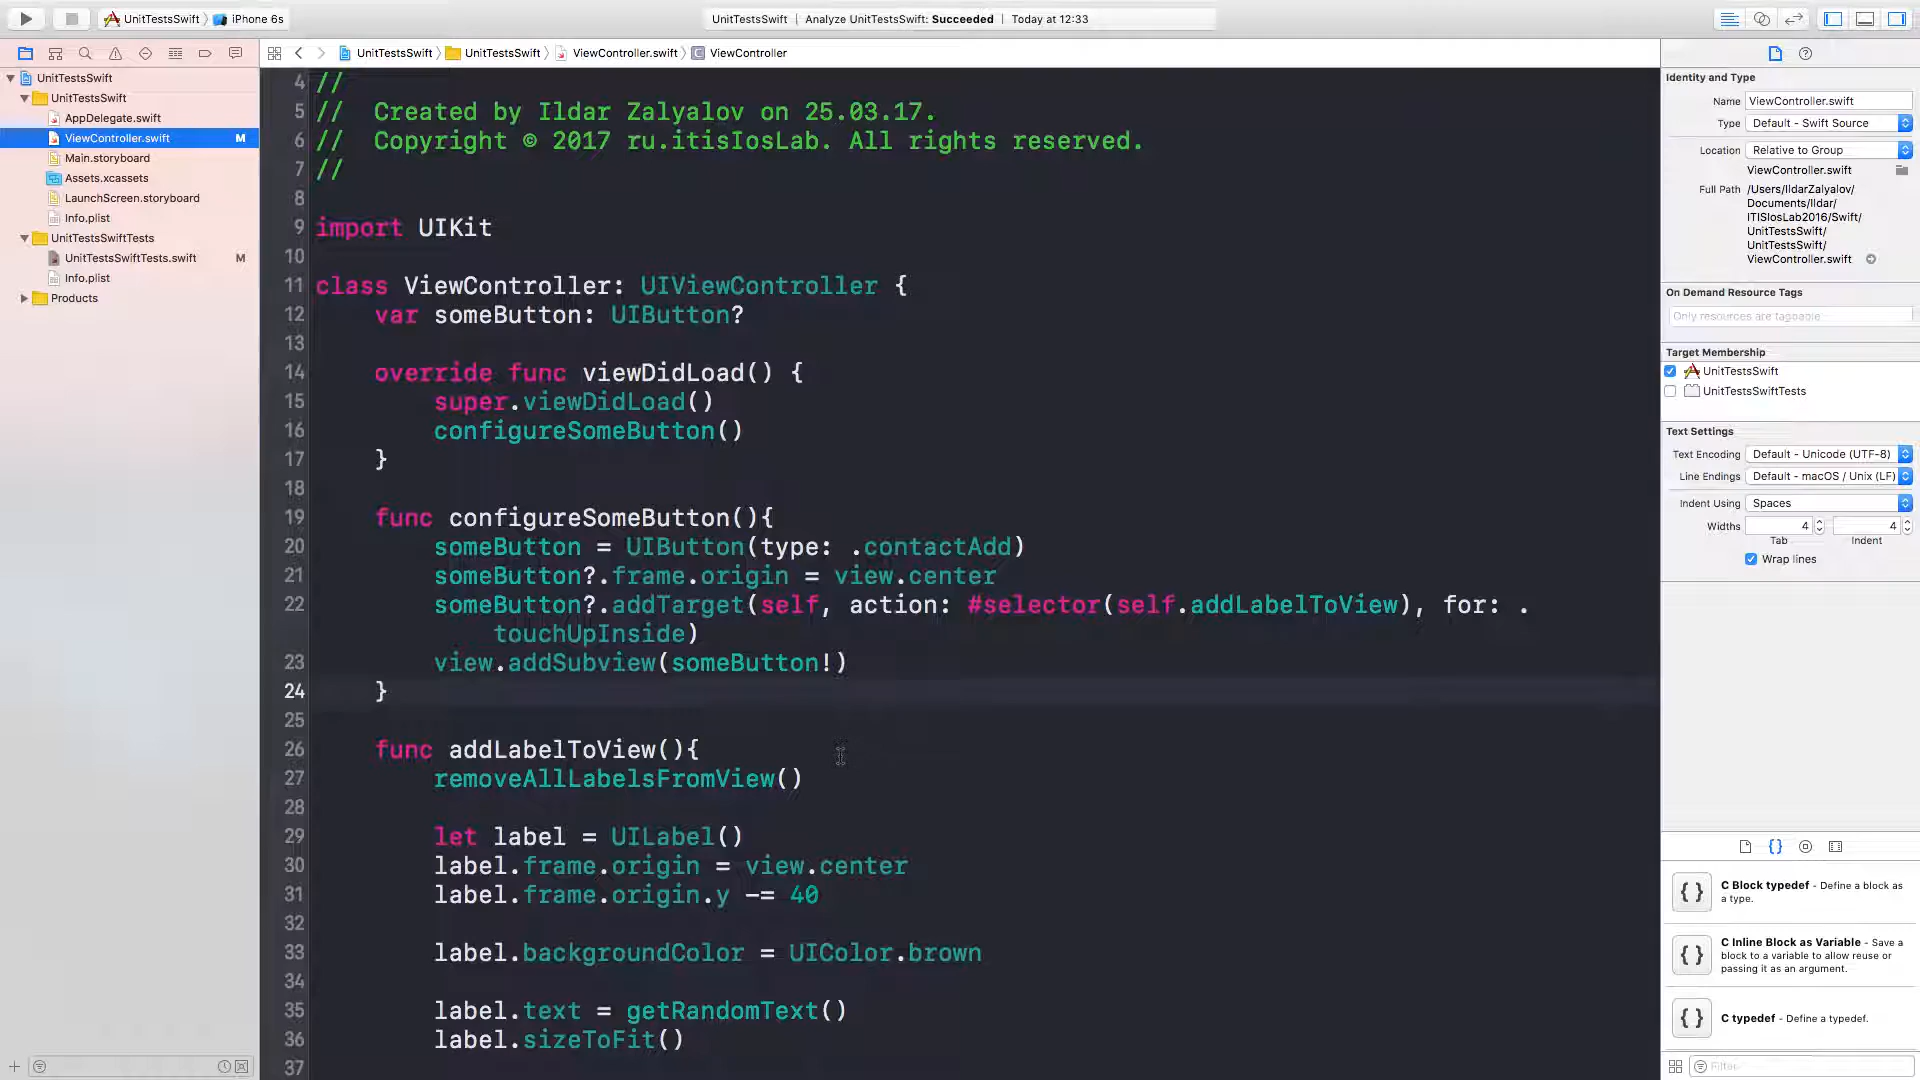 UnitTestsSwift
iPhone 6s
UnitTestsSwift | Analyze UnitTestsSwift: Succeeded | Today at 12:33
UnitTestsSwift
UnitTestsSwift
ViewController.swift
ViewController
UnitTestsSwift
UnitTestsSwift
AppDelegate.swift
ViewController.swift M
Main.storyboard
Assets.xcassets
LaunchScreen.storyboard
Info.plist
UnitTestsSwiftTests
UnitTestsSwiftTests.swift M
Info.plist
Products
4 //
5 //  Created by Ildar Zalyalov on 25.03.17.
6 //  Copyright © 2017 ru.itisIosLab. All rights reserved.
7 //
8
9 import UIKit
10
11 class ViewController: UIViewController {
12     var someButton: UIButton?
13
14     override func viewDidLoad() {
15         super.viewDidLoad()
16         configureSomeButton()
17     }
18
19     func configureSomeButton(){
20         someButton = UIButton(type: .contactAdd)
21         someButton?.frame.origin = view.center
22         someButton?.addTarget(self, action: #selector(self.addLabelToView), for: .
touchUpInside)
23         view.addSubview(someButton!)
24     }
25
26     func addLabelToView(){
27         removeAllLabelsFromView()
28
29         let label = UILabel()
30         label.frame.origin = view.center
31         label.frame.origin.y -= 40
32
33         label.backgroundColor = UIColor.brown
34
35         label.text = getRandomText()
36         label.sizeToFit()
37
Identity and Type
Name ViewController.swift
Type Default - Swift Source
Location Relative to Group
ViewController.swift
Full Path /Users/IldarZalyalov/
Documents/Ildar/
ITISIosLab2016/Swift/
UnitTestsSwift/
UnitTestsSwift/
ViewController.swift
On Demand Resource Tags
Only resources are taggable
Target Membership
UnitTestsSwift
UnitTestsSwiftTests
Text Settings
Text Encoding Default - Unicode (UTF-8)
Line Endings Default - macOS / Unix (LF)
Indent Using Spaces
Widths 4 4
Tab Indent
Wrap lines
{ } C Block typedef - Define a block as
a type.
{ } C Inline Block as Variable - Save a
block to a variable to allow reuse or
passing it as an argument.
{ } C typedef - Define a typedef.
Filter